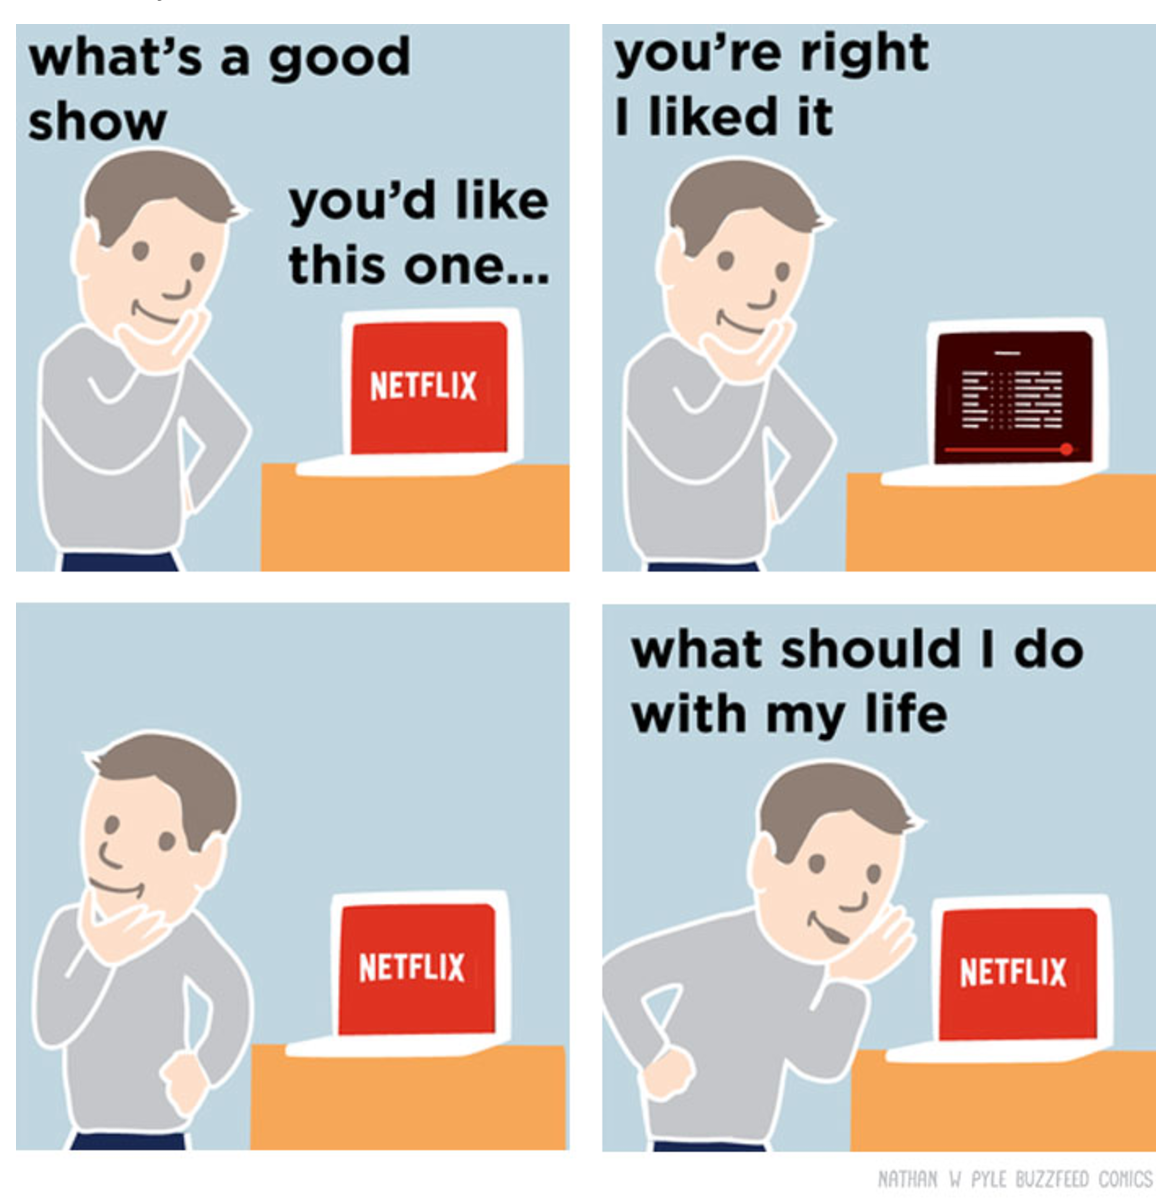 what's a good
show
you'd like
this one...
NETFLIX
you're right
I liked it
NETFLIX
what should I do
with my life
NETFLIX
NATHAN W PYLE BUZZFEED COMICS